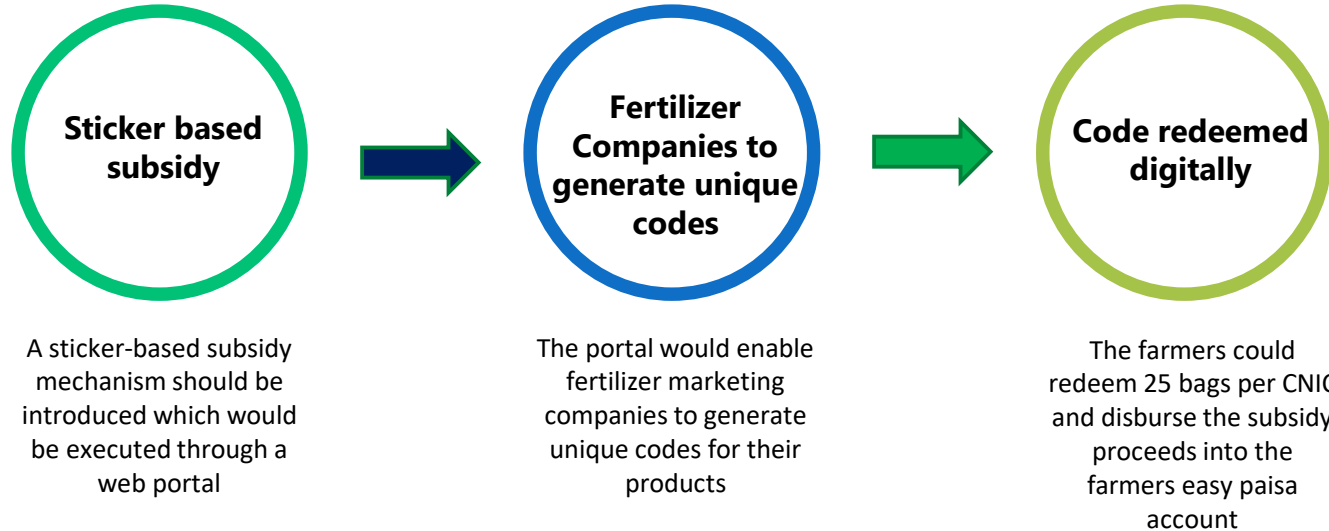 Sticker based
subsidy
Fertilizer
Companies to
generate unique
codes
Code redeemed
digitally
A sticker-based subsidy
mechanism should be
introduced which would
be executed through a
web portal
The portal would enable
fertilizer marketing
companies to generate
unique codes for their
products
The farmers could
redeem 25 bags per CNIC
and disburse the subsidy
proceeds into the
farmers easy paisa
account